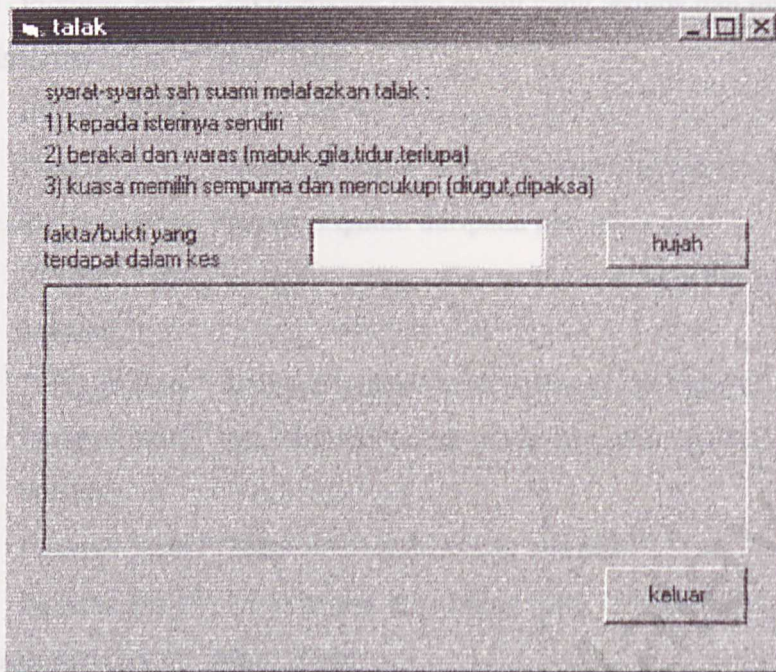 talak
syarat-syarat sah suami melafazkan talak :
1) kepada isterinya sendiri
2) berakal dan waras (mabuk,gila,tidur,terlupa)
3) kuasa memilih sempurna dan mencukupi (diugut,dipaksa)
fakta/bukti yang
terdapat dalam kes
hujah
keluar